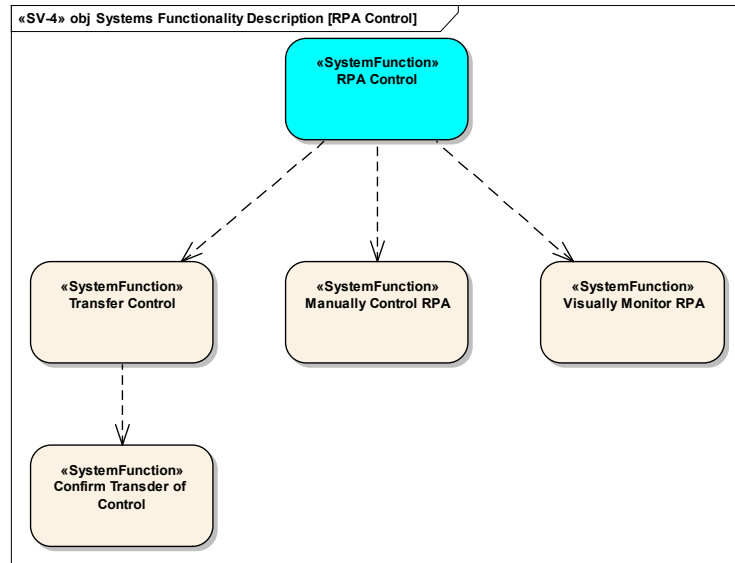 «SV-4» obj Systems Functionality Description [RPA Control]
«SystemFunction»
RPA Control
«SystemFunction»
Transfer Control
«SystemFunction»
Manually Control RPA
«SystemFunction»
Visually Monitor RPA
«SystemFunction»
Confirm Transder of
Control